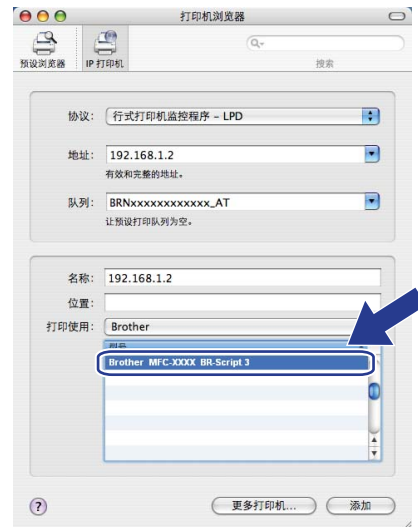 打印机浏览器
预设浏览器
IP 打印机
搜索
协议: 行式打印机监控程序 – LPD
地址: 192.168.1.2
有效和完整的地址。
队列: BRNxxxxxxxxxxxx_AT
让预设打印队列为空。
名称: 192.168.1.2
位置:
打印使用: Brother
型号
Brother MFC-XXXX BR-Script 3
? 更多打印机... 添加